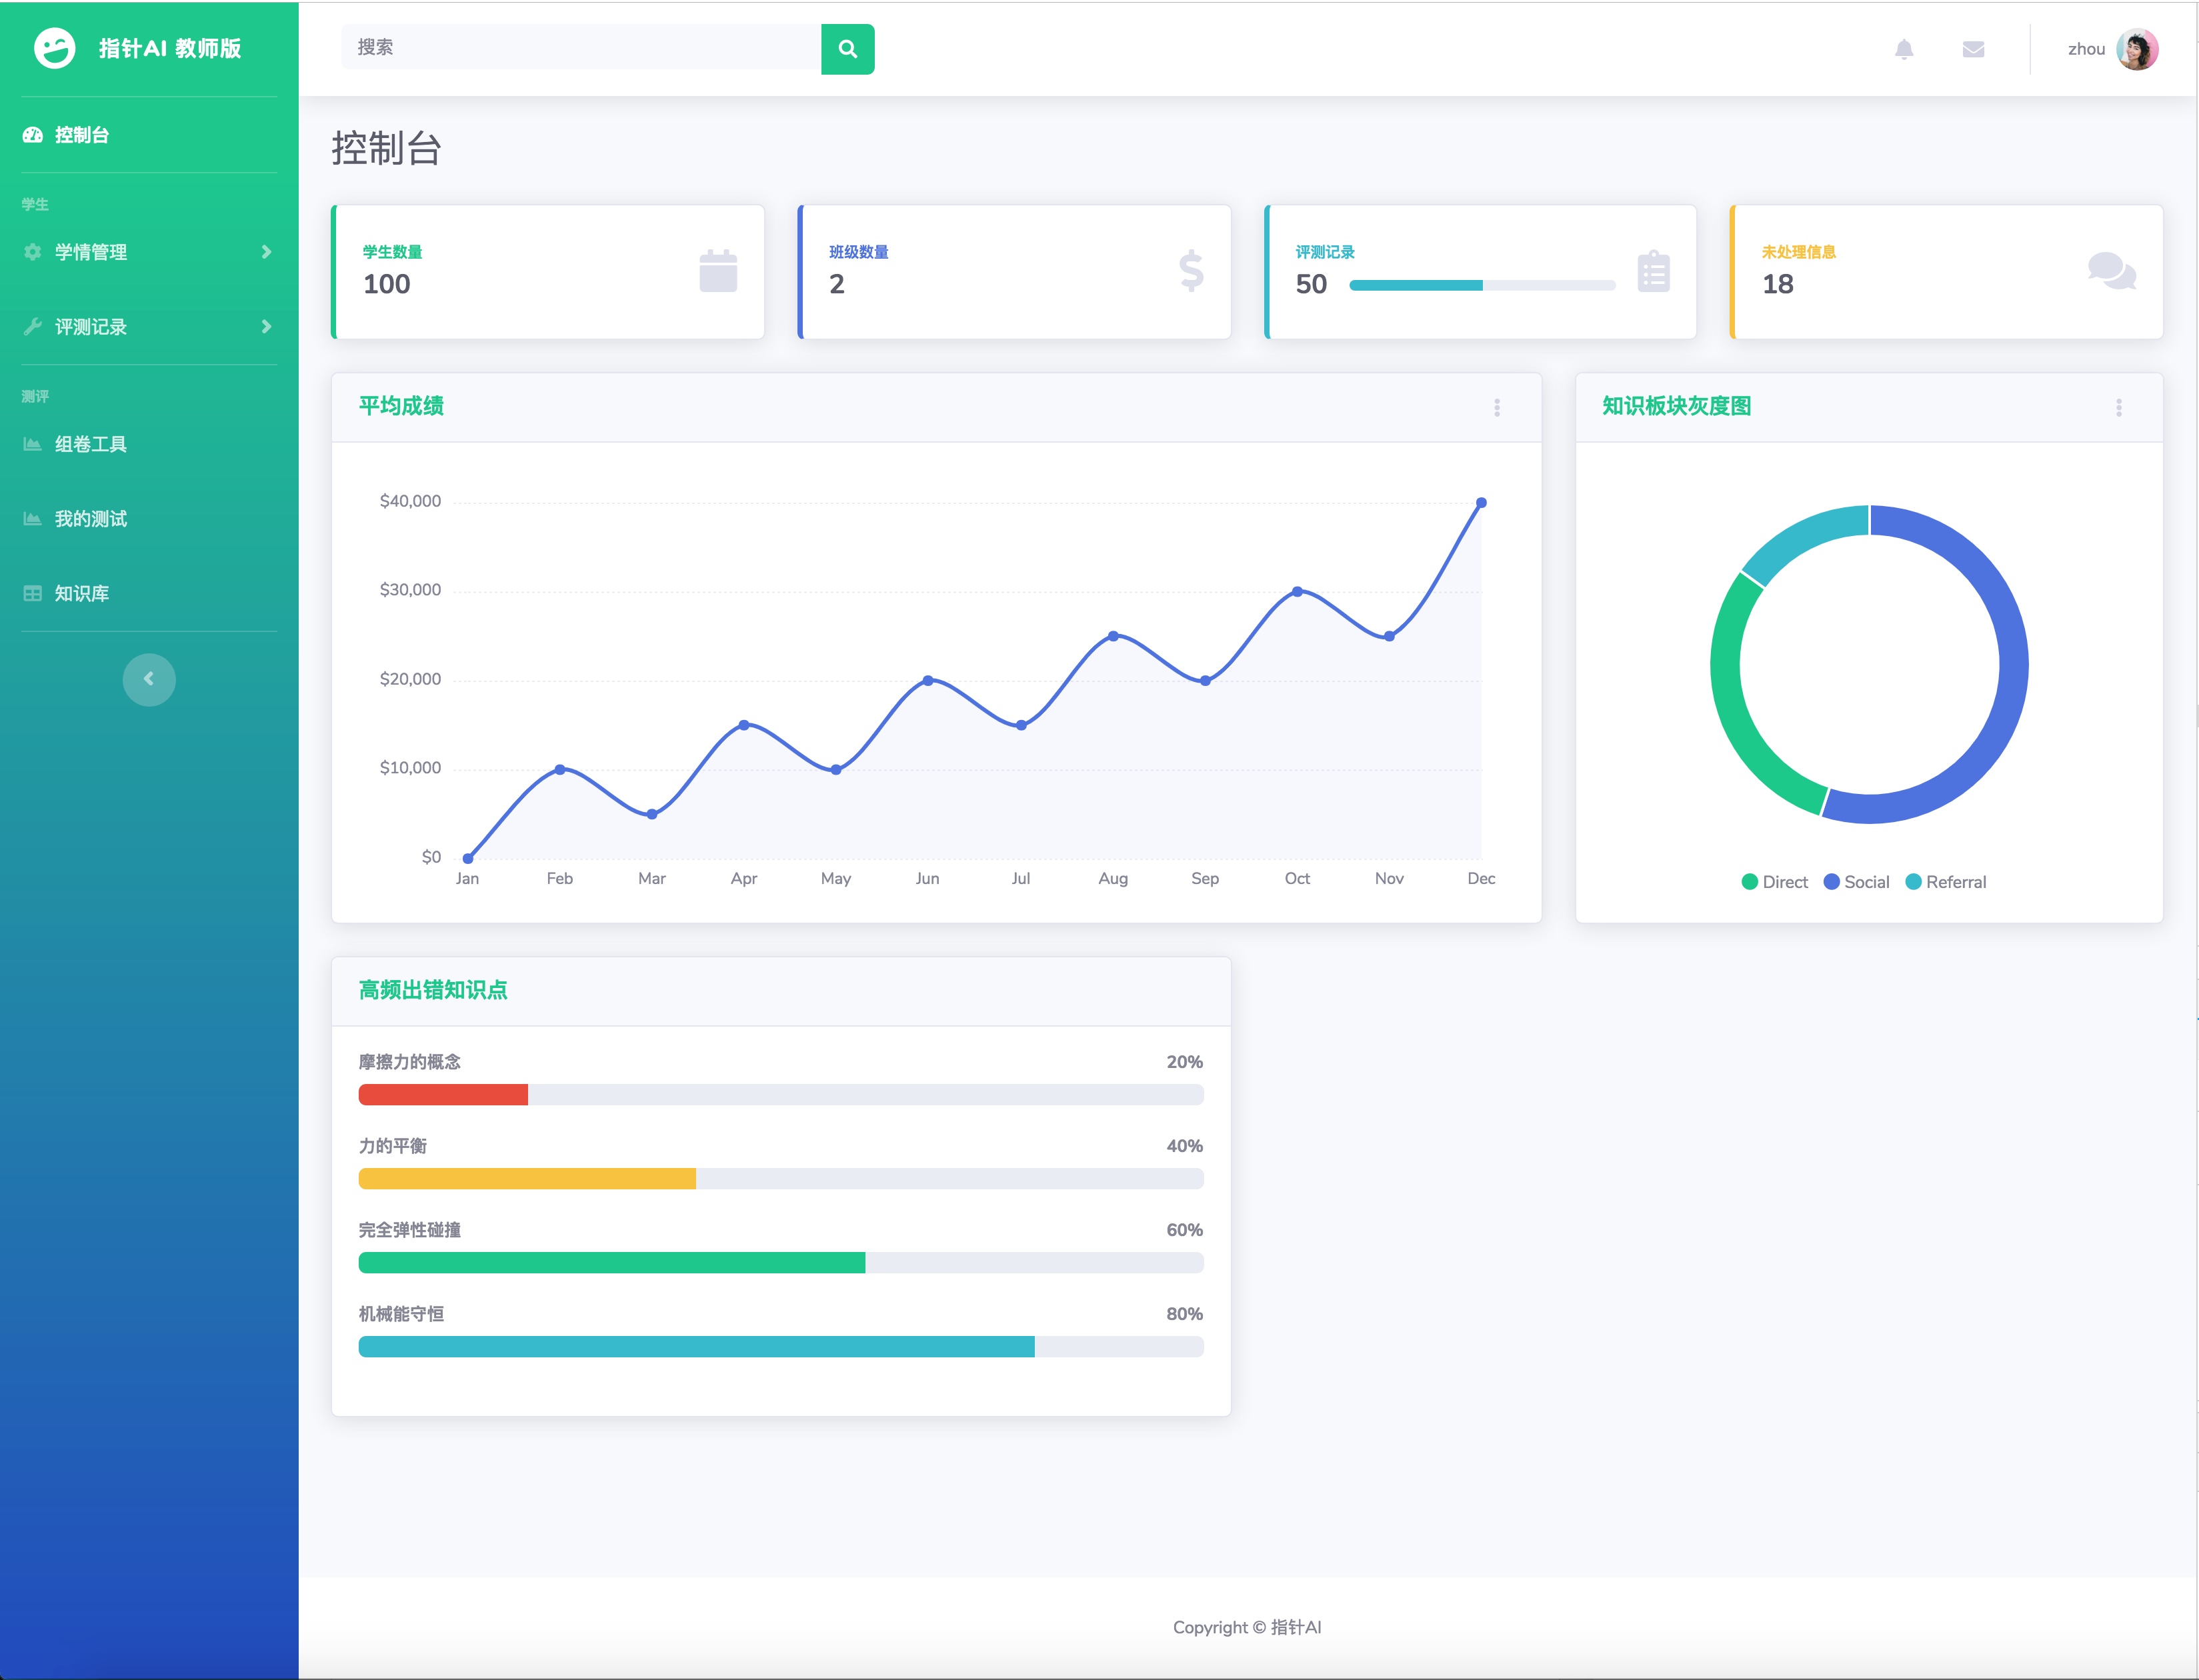 指针AI 教师版
搜索
zhou
控制台
学生
学情管理
评测记录
测评
组卷工具
我的测试
知识库
控制台
学生数量
100
班级数量
2
评测记录
50
未处理信息
18
平均成绩
$40,000
$30,000
$20,000
$10,000
$0
Jan Feb Mar Apr May Jun Jul Aug Sep Oct Nov Dec
知识板块灰度图
Direct Social Referral
高频出错知识点
摩擦力的概念 20%
力的平衡 40%
完全弹性碰撞 60%
机械能守恒 80%
Copyright © 指针AI